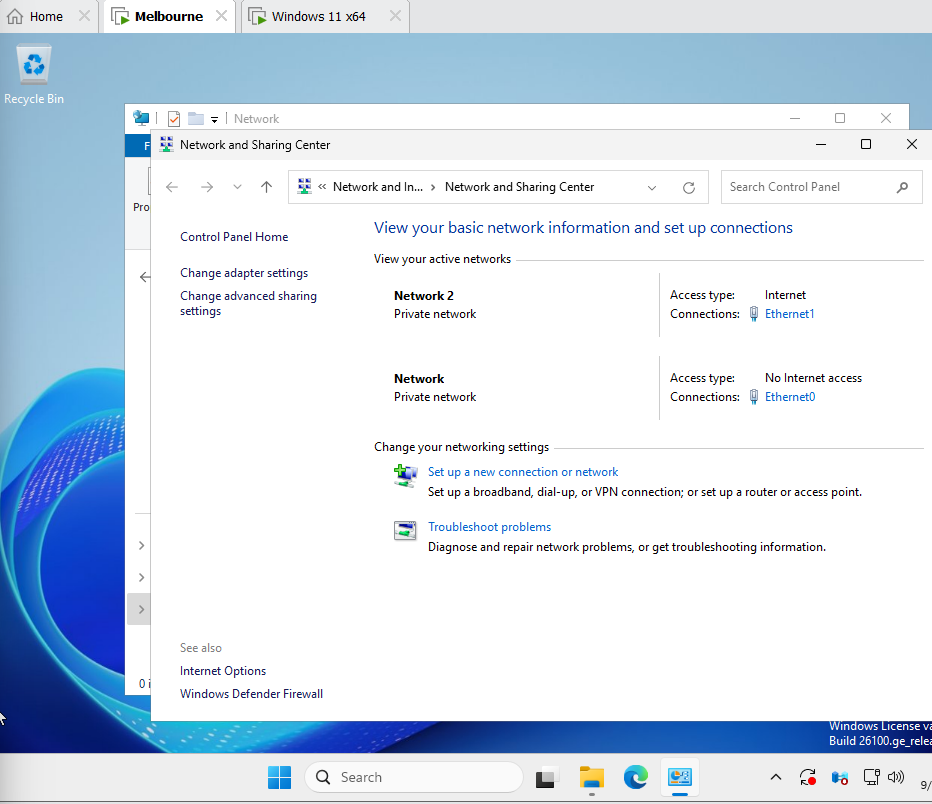 Home
Melbourne
Windows 11 x64
Recycle Bin
Network
F
Network and Sharing Center
« Network and In... › Network and Sharing Center
Search Control Panel
Pro
Control Panel Home
Change adapter settings
Change advanced sharing
settings
View your basic network information and set up connections
View your active networks
Network 2
Private network
Access type: Internet
Connections: Ethernet1
Network
Private network
Access type: No Internet access
Connections: Ethernet0
Change your networking settings
Set up a new connection or network
Set up a broadband, dial-up, or VPN connection; or set up a router or access point.
Troubleshoot problems
Diagnose and repair network problems, or get troubleshooting information.
See also
Internet Options
Windows Defender Firewall
0 i
Windows License va
Build 26100.ge_relea
Search
9/